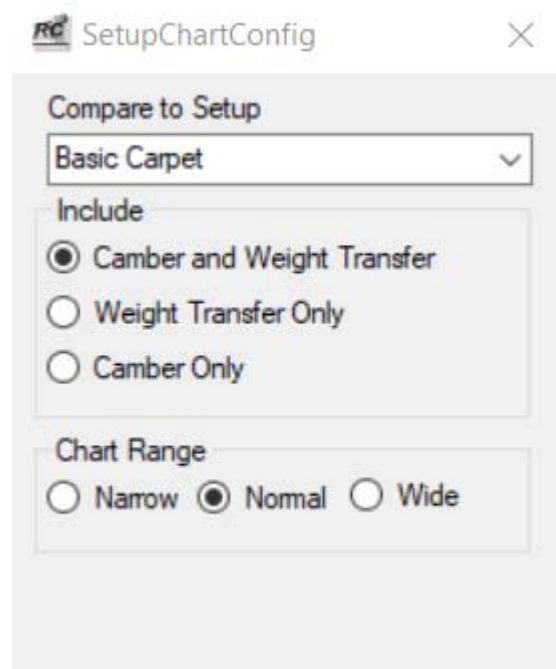 RC SetupChartConfig
Compare to Setup
Basic Carpet
Include
Camber and Weight Transfer
Weight Transfer Only
Camber Only
Chart Range
Narrow Normal Wide